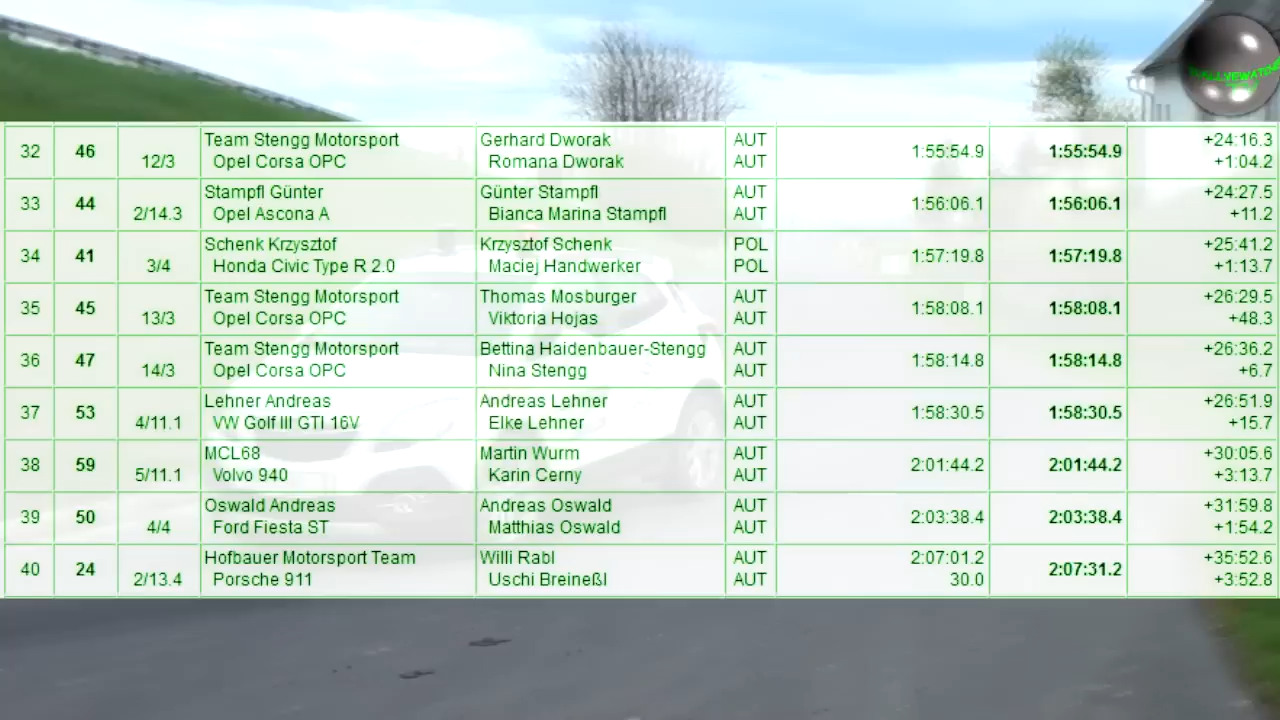 32 46 12/3 Team Stengg Motorsport Gerhard Dworak AUT 1:55:54.9 1:55:54.9 +24:16.3
Opel Corsa OPC Romana Dworak AUT +1:04.2
33 44 2/14.3 Stampfl Günter Günter Stampfl AUT 1:56:06.1 1:56:06.1 +24:27.5
Opel Ascona A Bianca Marina Stampfl AUT +11.2
34 41 3/4 Schenk Krzysztof Krzysztof Schenk POL 1:57:19.8 1:57:19.8 +25:41.2
Honda Civic Type R 2.0 Maciej Handwerker POL +1:13.7
35 45 13/3 Team Stengg Motorsport Thomas Mosburger AUT 1:58:08.1 1:58:08.1 +26:29.5
Opel Corsa OPC Viktoria Hojas AUT +48.3
36 47 14/3 Team Stengg Motorsport Bettina Haidenbauer-Stengg AUT 1:58:14.8 1:58:14.8 +26:36.2
Opel Corsa OPC Nina Stengg AUT +6.7
37 53 4/11.1 Lehner Andreas Andreas Lehner AUT 1:58:30.5 1:58:30.5 +26:51.9
VW Golf III GTI 16V Elke Lehner AUT +15.7
38 59 5/11.1 MCL68 Martin Wurm AUT 2:01:44.2 2:01:44.2 +30:05.6
Volvo 940 Karin Cerny AUT +3:13.7
39 50 4/4 Oswald Andreas Andreas Oswald AUT 2:03:38.4 2:03:38.4 +31:59.8
Ford Fiesta ST Matthias Oswald AUT +1:54.2
40 24 2/13.4 Hofbauer Motorsport Team Willi Rabl AUT 2:07:01.2 2:07:31.2 +35:52.6
Porsche 911 Uschi Breineßl AUT 30.0 +3:52.8